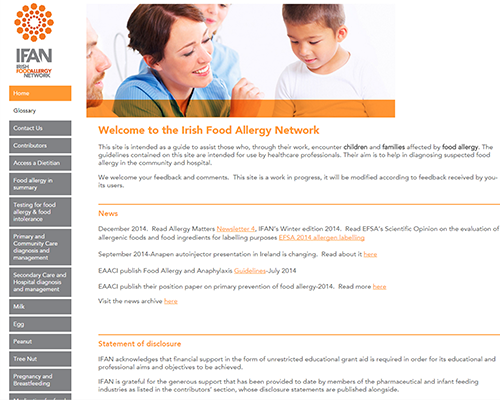 IFAN
IRISH
FOODALLERGY
NETWORK
Home
Glossary
Contact Us
Contributors
Access a Dietitian
Food allergy in
summary
Testing for food
allergy & food
intolerance
Primary and
Community Care
diagnosis and
management
Secondary Care and
Hospital diagnosis
and management
Milk
Egg
Peanut
Tree Nut
Pregnancy and
Breastfeeding
Welcome to the Irish Food Allergy Network
This site is intended as a guide to assist those who, through their work, encounter children and families affected by food allergy. The
guidelines contained on this site are intended for use by healthcare professionals. Their aim is to help in diagnosing suspected food
allergy in the community and hospital.
We welcome your feedback and comments. This site is a work in progress, it will be modified according to feedback received by you-
its users.
News
December 2014. Read Allergy Matters Newsletter 4, IFAN's Winter edition 2014. Read EFSA's Scientific Opinion on the evaluation of
allergenic foods and food ingredients for labelling purposes EFSA 2014 allergen labelling
September 2014-Anapen autoinjector presentation in Ireland is changing. Read about it here
EAACI publish Food Allergy and Anaphylaxis Guidelines-July 2014
EAACI publish their position paper on primary prevention of food allergy-2014. Read more here
Visit the news archive here
Statement of disclosure
IFAN acknowledges that financial support in the form of unrestricted educational grant aid is required in order for its educational and
professional aims and objectives to be achieved.
IFAN is grateful for the generous support that has been provided to date by members of the pharmaceutical and infant feeding
industries as listed in the contributors' section, whose disclosure statements are published alongside.